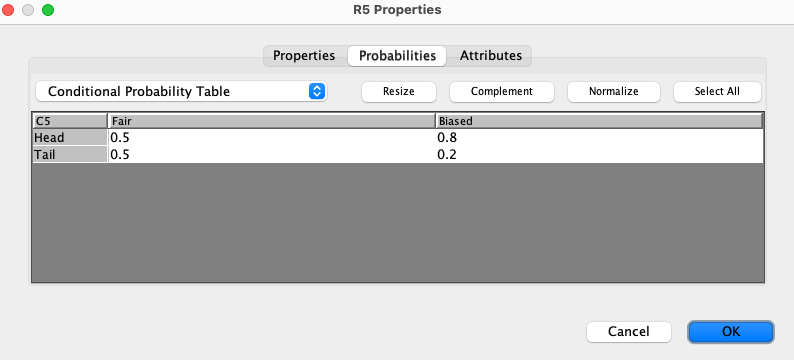 R5 Properties
Properties Probabilities Attributes
Conditional Probability Table Resize Complement Normalize Select All
C5 Fair Biased
Head 0.5 0.8
Tail 0.5 0.2
Cancel OK